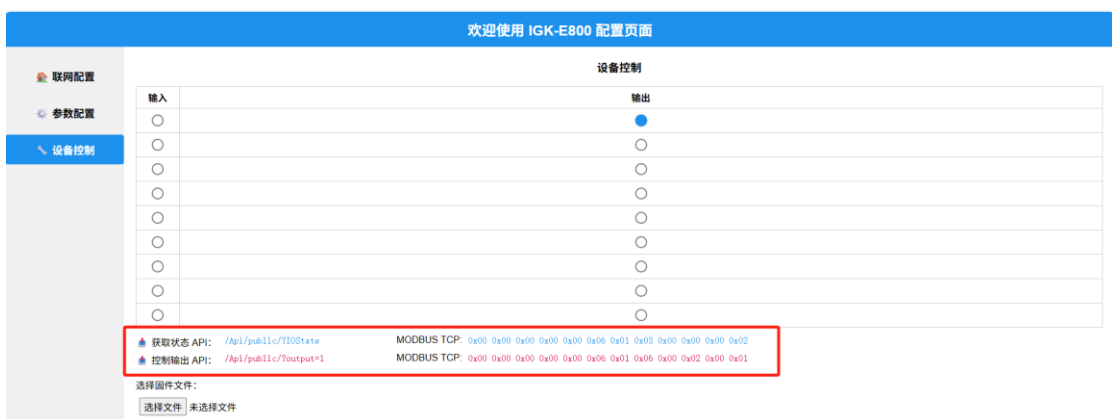 欢迎使用 IGK-E800 配置页面
联网配置
参数配置
设备控制
设备控制
输入 输出
获取状态 API: /Api/public/?IOState MODBUS TCP: 0x00 0x00 0x00 0x00 0x00 0x06 0x01 0x03 0x00 0x00 0x00 0x02
控制输出 API: /Api/public/?output=1 MODBUS TCP: 0x00 0x00 0x00 0x00 0x00 0x06 0x01 0x06 0x00 0x02 0x00 0x01
选择固件文件:
选择文件 未选择文件